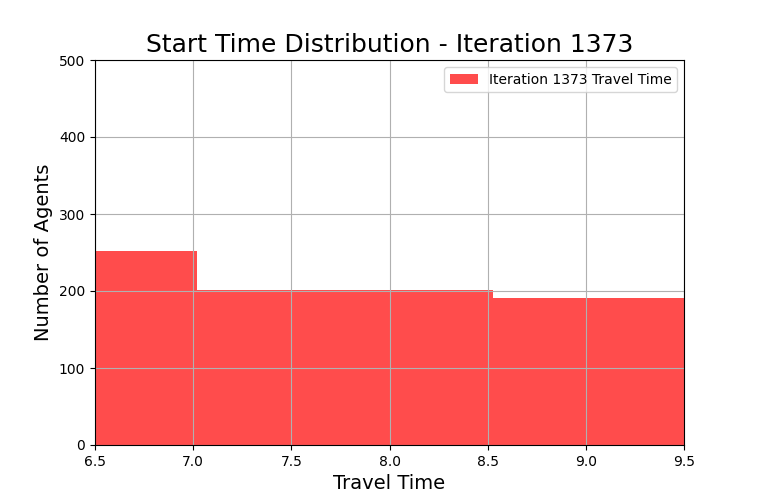 Start Time Distribution - Iteration 1373
Iteration 1373 Travel Time
Number of Agents
500
400
300
200
100
0
6.5 7.0 7.5 8.0 8.5 9.0 9.5
Travel Time